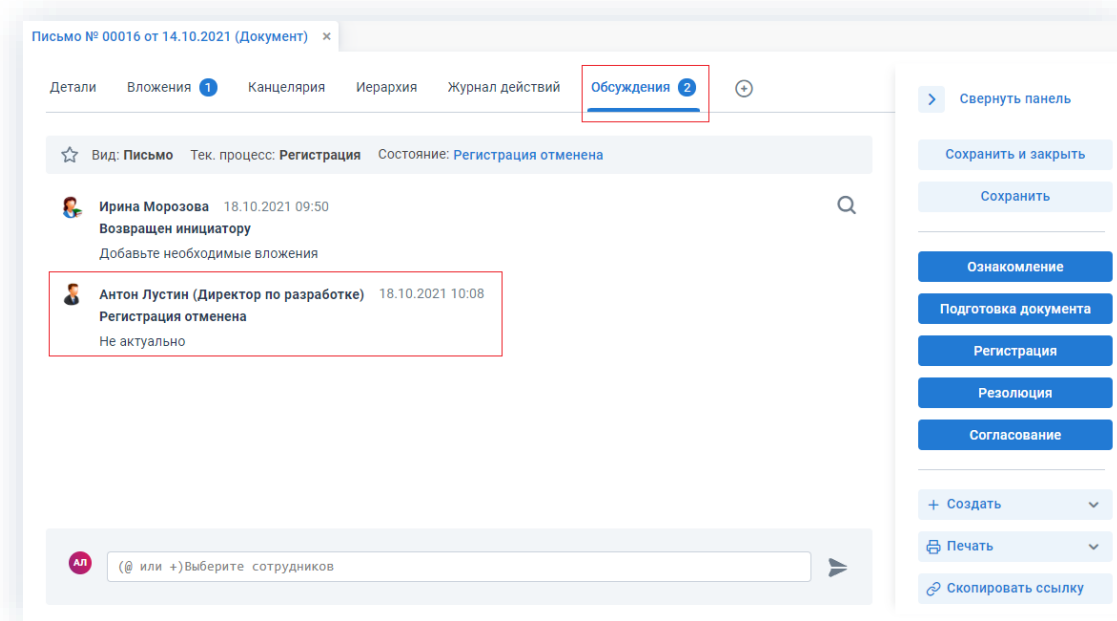 Письмо № 00016 от 14.10.2021 (Документ) ×
Детали Вложения 1 Канцелярия Иерархия Журнал действий Обсуждения 2
Вид: Письмо Тек. процесс: Регистрация Состояние: Регистрация отменена
Ирина Морозова 18.10.2021 09:50
Возвращен инициатору
Добавьте необходимые вложения
Антон Лустин (Директор по разработке) 18.10.2021 10:08
Регистрация отменена
Не актуально
АЛ (@ или +)Выберите сотрудников
Свернуть панель
Сохранить и закрыть
Сохранить
Ознакомление
Подготовка документа
Регистрация
Резолюция
Согласование
+ Создать
Печать
Скопировать ссылку